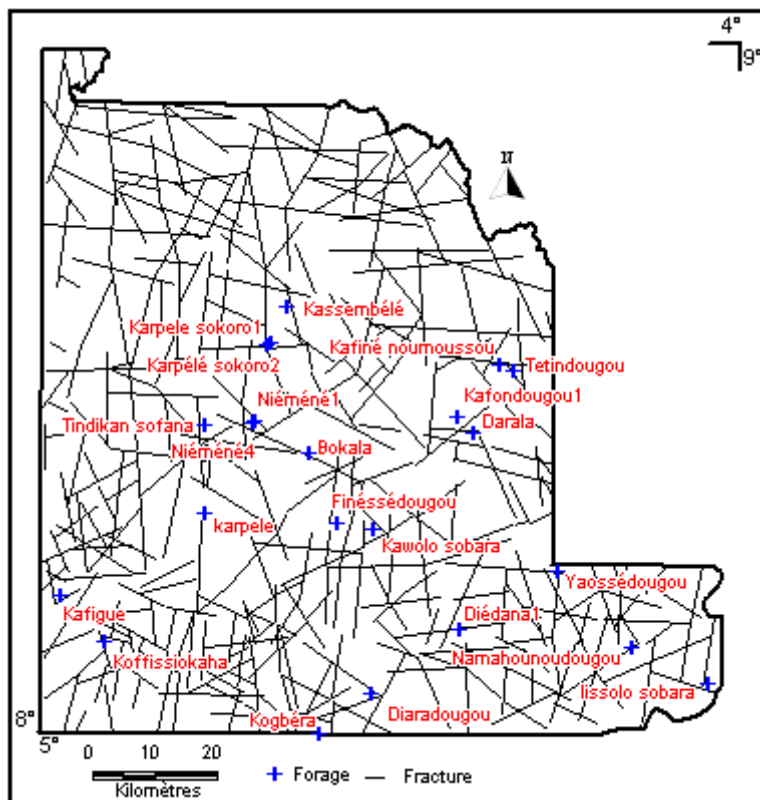 4°
9°
N
Kassembélé
Karpele sokoro1
Kafiné noumoussou
Karpélé sokoro2
Tetindougou
Niéméné1
Kafondougou1
Tindikan sofana
Darala
Niéméné4
Bokala
Finéssédougou
karpele
Kawolo sobara
Yaossédougou
Kafigue
Diédana1
Koffissiokaha
Namahounoudougou
Iissolo sobara
Kogbéra
Diaradougou
8°
5°
0 10 20
Kilomètres
Forage
Fracture